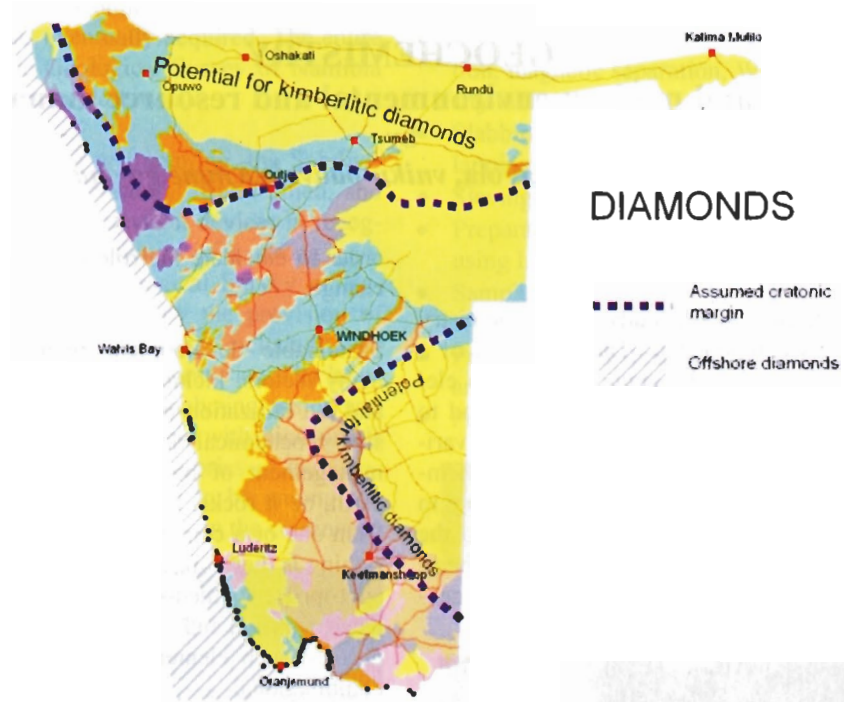 Katima Mulilo
Oshakati
Potential for kimberlitic diamonds
Opuwo
Rundu
Tsumeb
Outjo
DIAMONDS
Assumed cratonic
margin
Offshore diamonds
WINDHOEK
Walvis Bay
Potential for kimberlitic diamonds
Luderitz
Keetmanshoop
Oranjemund